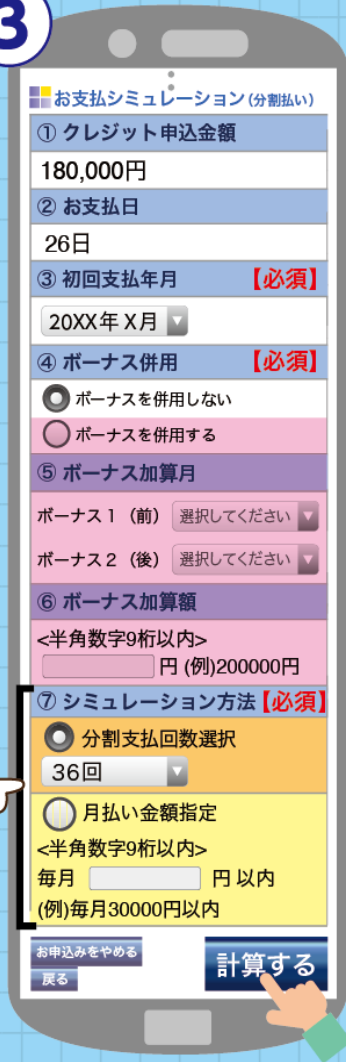 3
お支払シミュレーション(分割払い)
① クレジット申込金額
180,000円
② お支払日
26日
③ 初回支払年月 【必須】
20XX年 X月
④ ボーナス併用 【必須】
ボーナスを併用しない
ボーナスを併用する
⑤ ボーナス加算月
ボーナス1 (前) 選択してください
ボーナス2 (後) 選択してください
⑥ ボーナス加算額
<半角数字9桁以内>
円 (例)200000円
⑦ シミュレーション方法【必須】
分割支払回数選択
36回
月払い金額指定
<半角数字9桁以内>
毎月 円 以内
(例)毎月30000円以内
お申込みをやめる
戻る
計算する